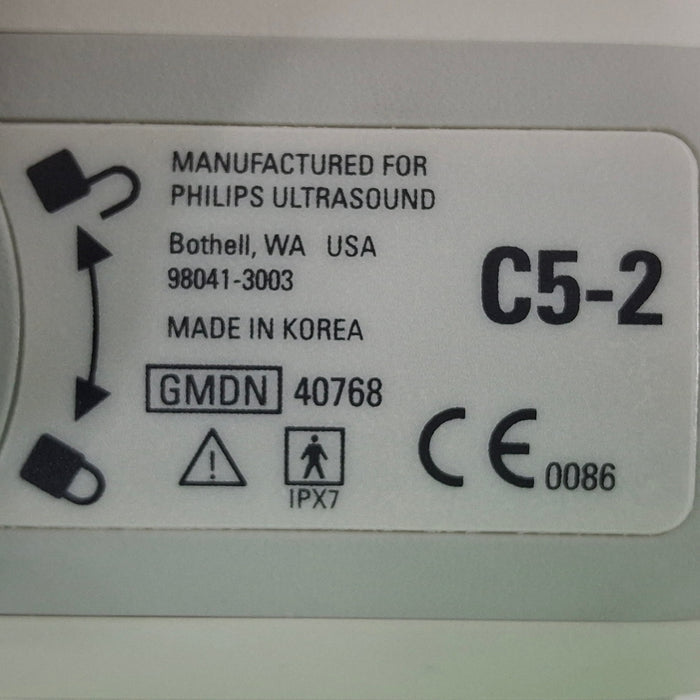 MANUFACTURED FOR
PHILIPS ULTRASOUND
Bothell, WA USA
98041-3003
MADE IN KOREA
C5-2
GMDN 40768
IPX7
CE 0086